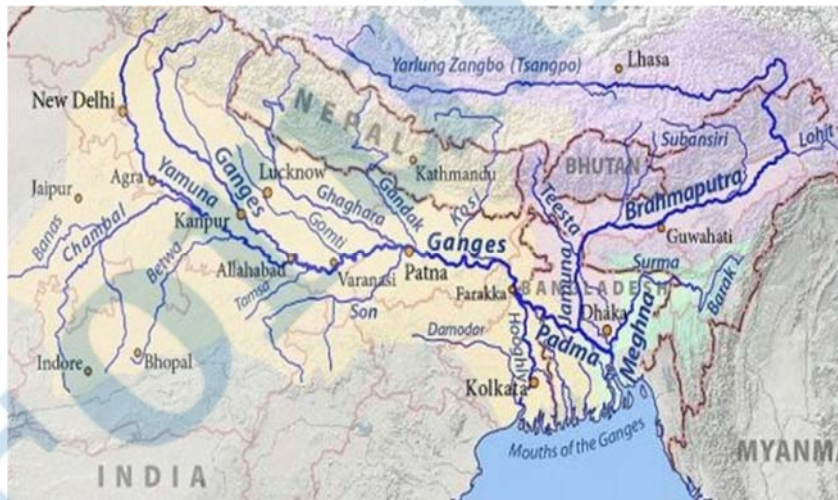 Yarlung Zangbo (Tsangpo)
Lhasa
New Delhi
NEPAL
Subansiri
Lohit
BHUTAN
Agra
Yamuna
Ganges
Lucknow
Kathmandu
Jaipur
Kanpur
Ghaghara
Gandak
Kosi
Teesta
Brahmaputra
Banas
Chambal
Gomti
Ganges
Guwahati
Betwa
Allahabad
Varanasi
Patna
Surma
Tamsa
Son
Farakka
BANGLADESH
Jamuna
Barak
Dhaka
Meghna
Damodar
Hooghly
Padma
Indore
Bhopal
Kolkata
Mouths of the Ganges
INDIA
MYANMA